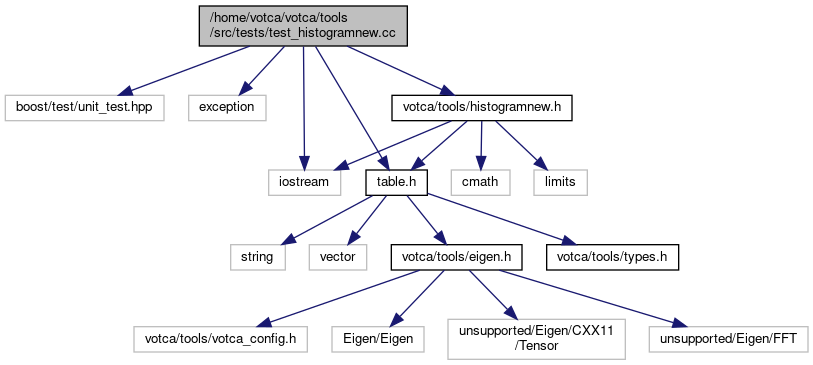 /home/votca/votca/tools
/src/tests/test_histogramnew.cc
boost/test/unit_test.hpp
exception
votca/tools/histogramnew.h
iostream
table.h
cmath
limits
string
vector
votca/tools/eigen.h
votca/tools/types.h
votca/tools/votca_config.h
Eigen/Eigen
unsupported/Eigen/CXX11
/Tensor
unsupported/Eigen/FFT